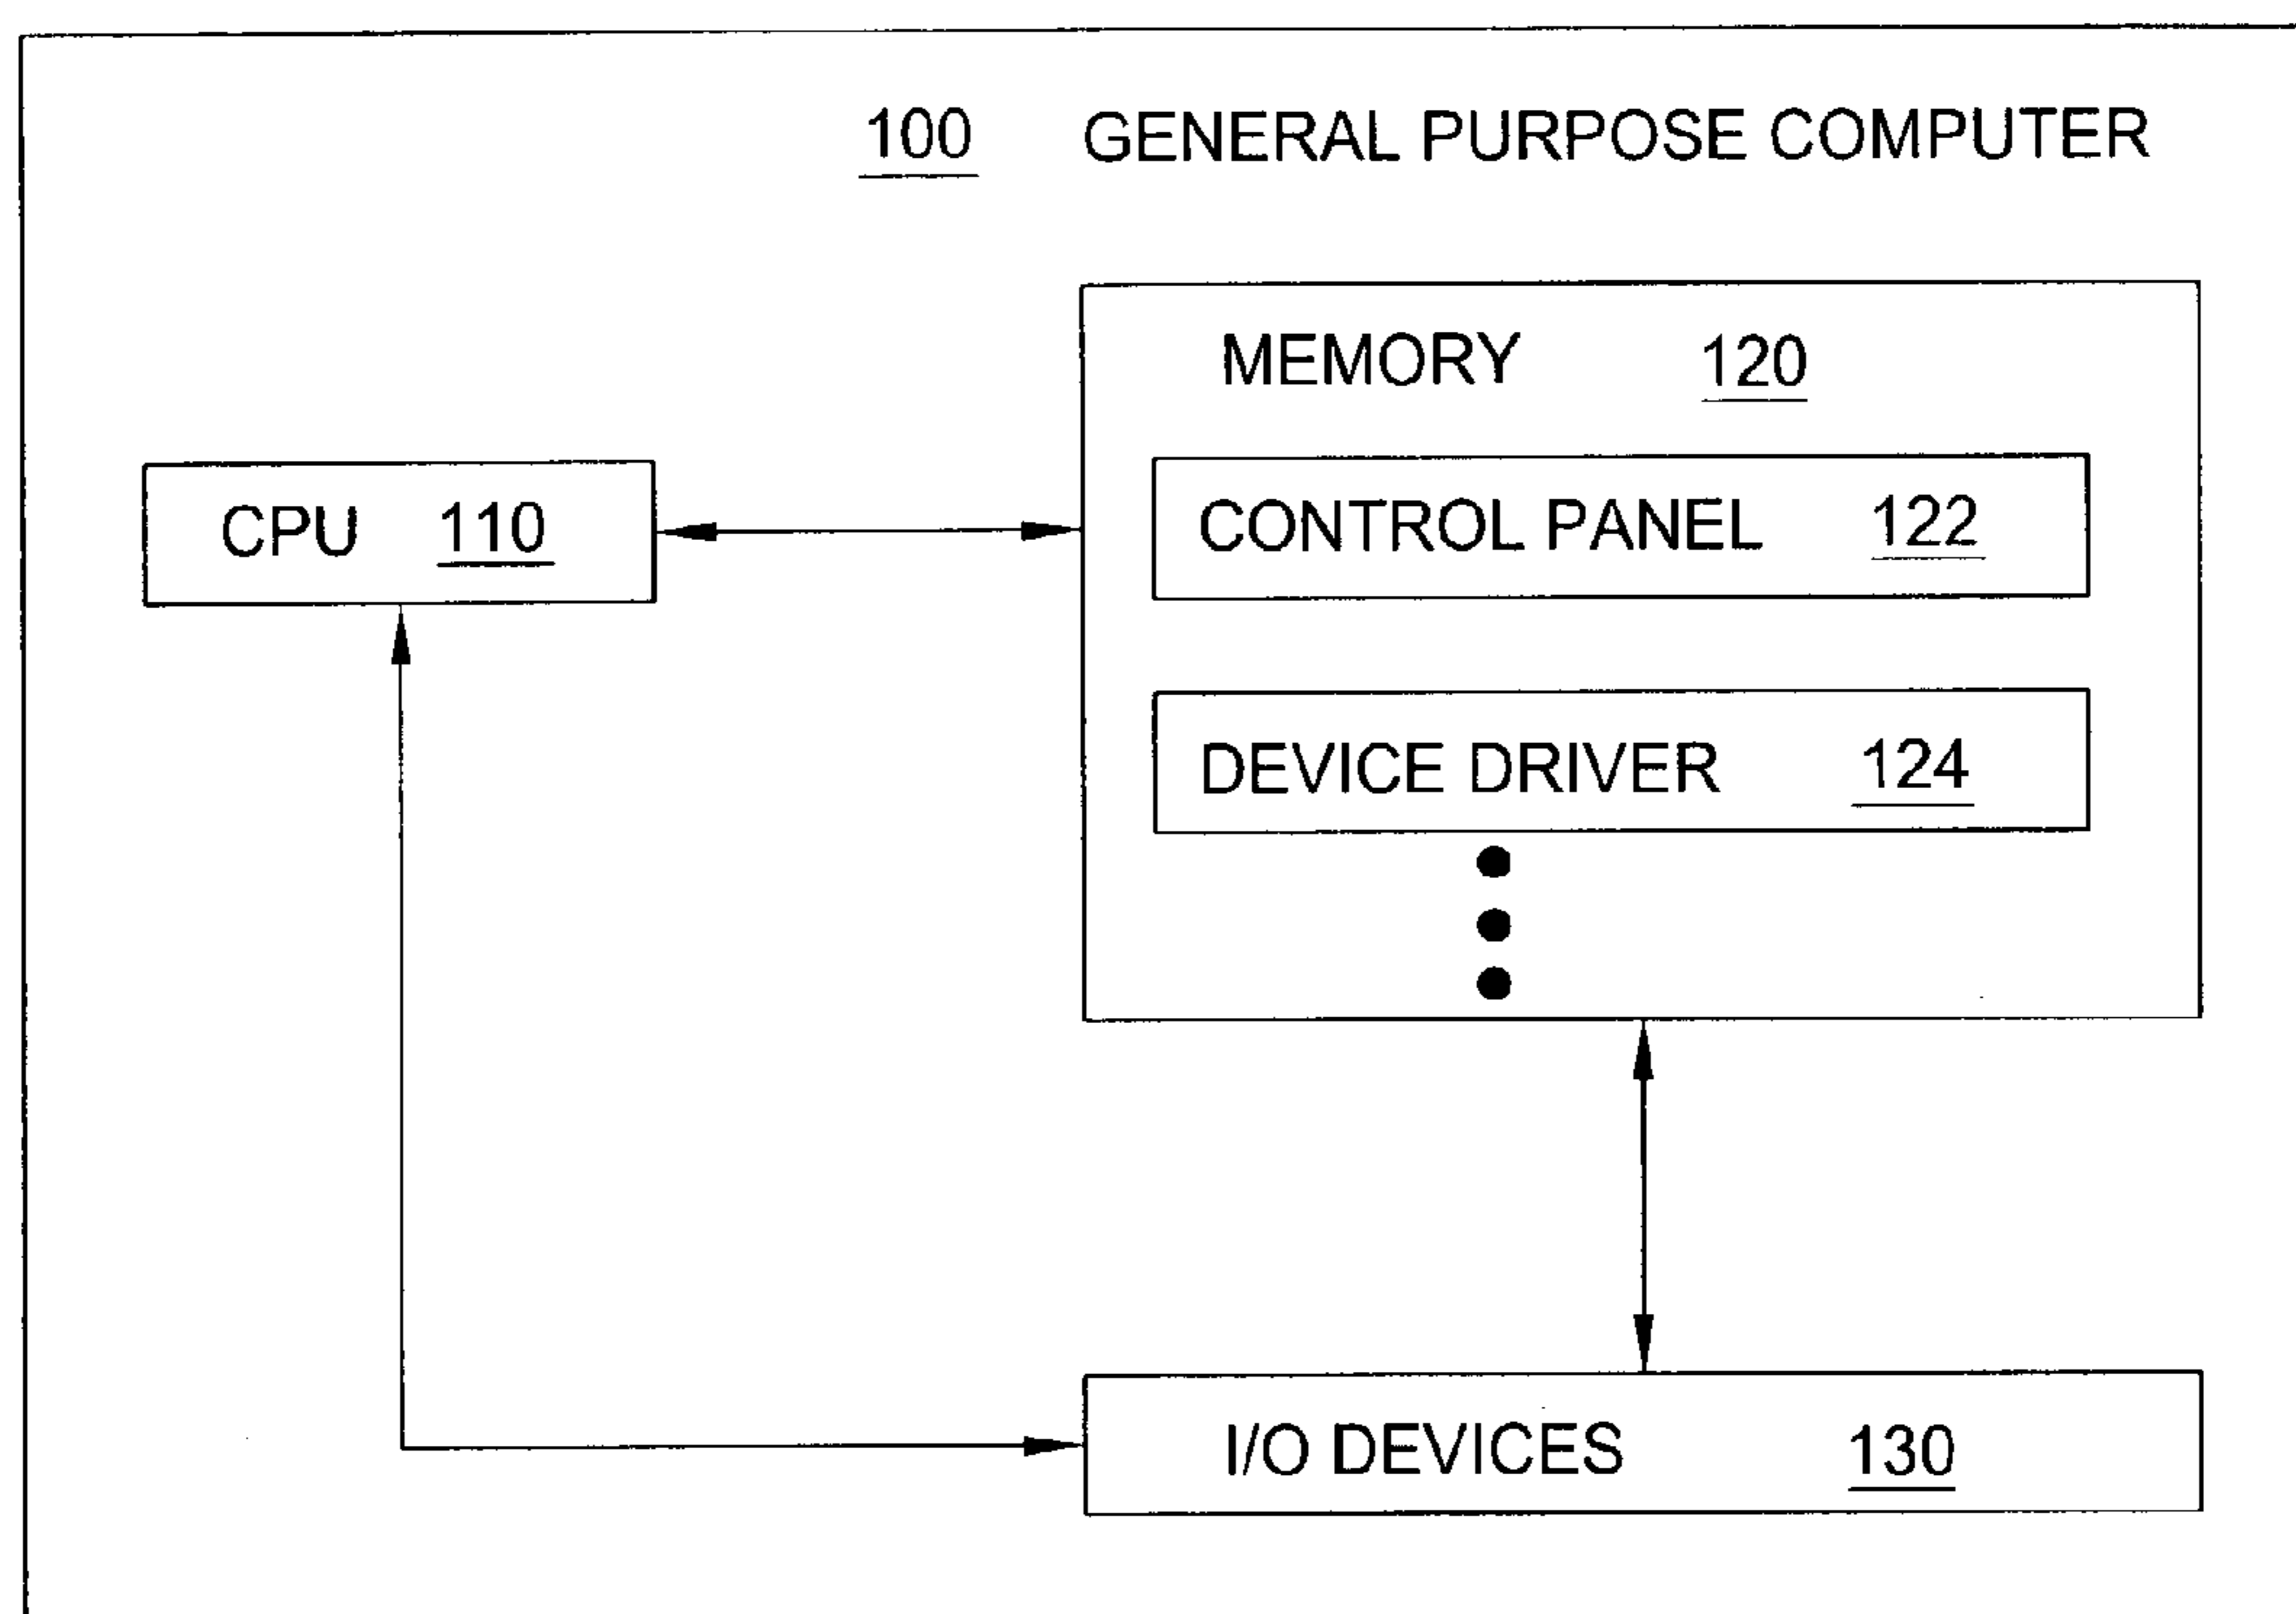 100 GENERAL PURPOSE COMPUTER
MEMORY 120
CPU 110
CONTROL PANEL 122
DEVICE DRIVER 124
I/O DEVICES 130